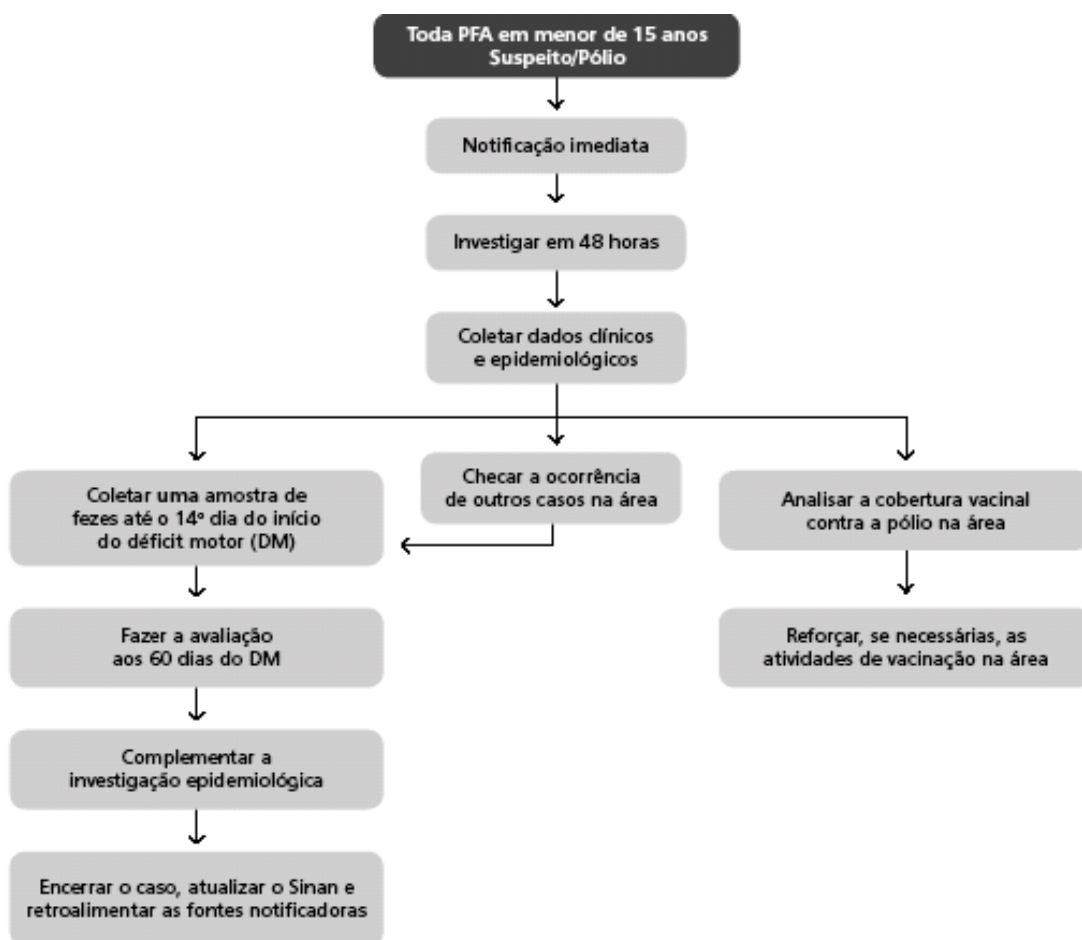 Toda PFA em menor de 15 anos
Suspeito/Pólio
Notificação imediata
Investigar em 48 horas
Coletar dados clínicos
e epidemiológicos
Coletar uma amostra de
fezes até o 14º dia do início
do déficit motor (DM)
Checar a ocorrência
de outros casos na área
Analisar a cobertura vacinal
contra a pólio na área
Fazer a avaliação
aos 60 dias do DM
Reforçar, se necessárias, as
atividades de vacinação na área
Complementar a
investigação epidemiológica
Encerrar o caso, atualizar o Sinan e
retroalimentar as fontes notificadoras